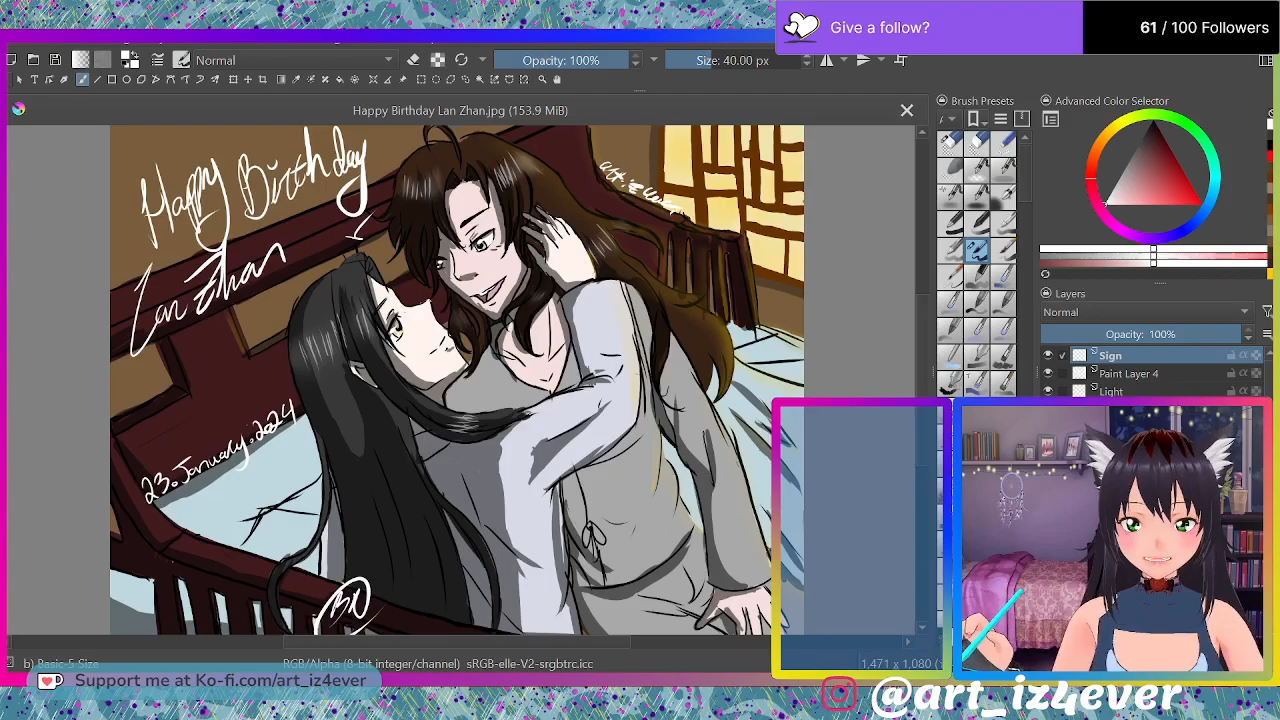 Give a follow?
61 / 100 Followers
Normal
Opacity: 100%
Size: 40.00 px
Happy Birthday Lan Zhan.jpg (153.9 MiB)
Brush Presets
Advanced Color Selector
Happy Birthday
Lan Zhan
23.January.2024
Layers
Normal
Opacity: 100%
Sign
Paint Layer 4
Light
b) Basic-5 Size
RGB/Alpha (8-bit integer/channel) sRGB-elle-V2-srgbtrc.icc
1,471 x 1,080 (
Support me at Ko-fi.com/art_iz4ever
@art_iz4ever